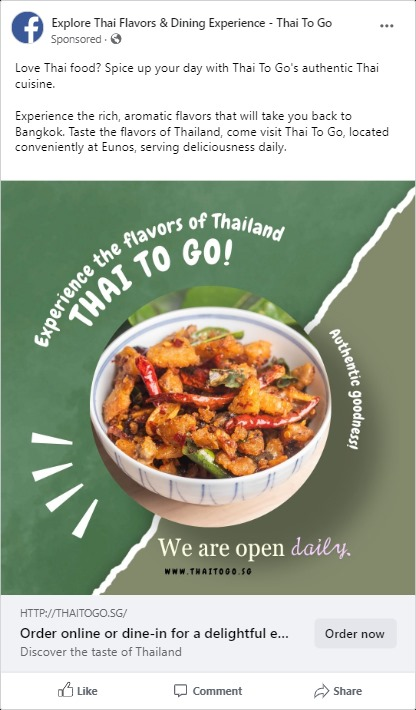 Explore Thai Flavors & Dining Experience - Thai To Go
Sponsored ·
Love Thai food? Spice up your day with Thai To Go's authentic Thai
cuisine.
Experience the rich, aromatic flavors that will take you back to
Bangkok. Taste the flavors of Thailand, come visit Thai To Go, located
conveniently at Eunos, serving deliciousness daily.
Experience the flavors of Thailand
THAI TO GO!
Authentic goodness!
We are open daily.
WWW.THAITOGO.SG
HTTP://THAITOGO.SG/
Order online or dine-in for a delightful e...
Order now
Discover the taste of Thailand
Like
Comment
Share